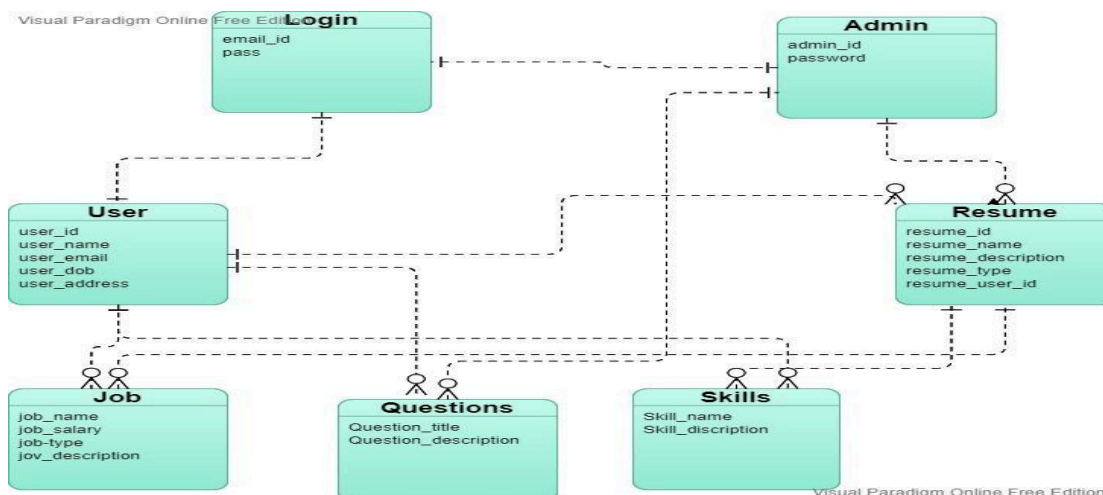 Visual Paradigm Online Free Edition
Login
email_id
pass
Admin
admin_id
password
User
user_id
user_name
user_email
user_dob
user_address
Resume
resume_id
resume_name
resume_description
resume_type
resume_user_id
Job
job_name
job_salary
job-type
jov_description
Questions
Question_title
Question_description
Skills
Skill_name
Skill_discription
Visual Paradigm Online Free Edition